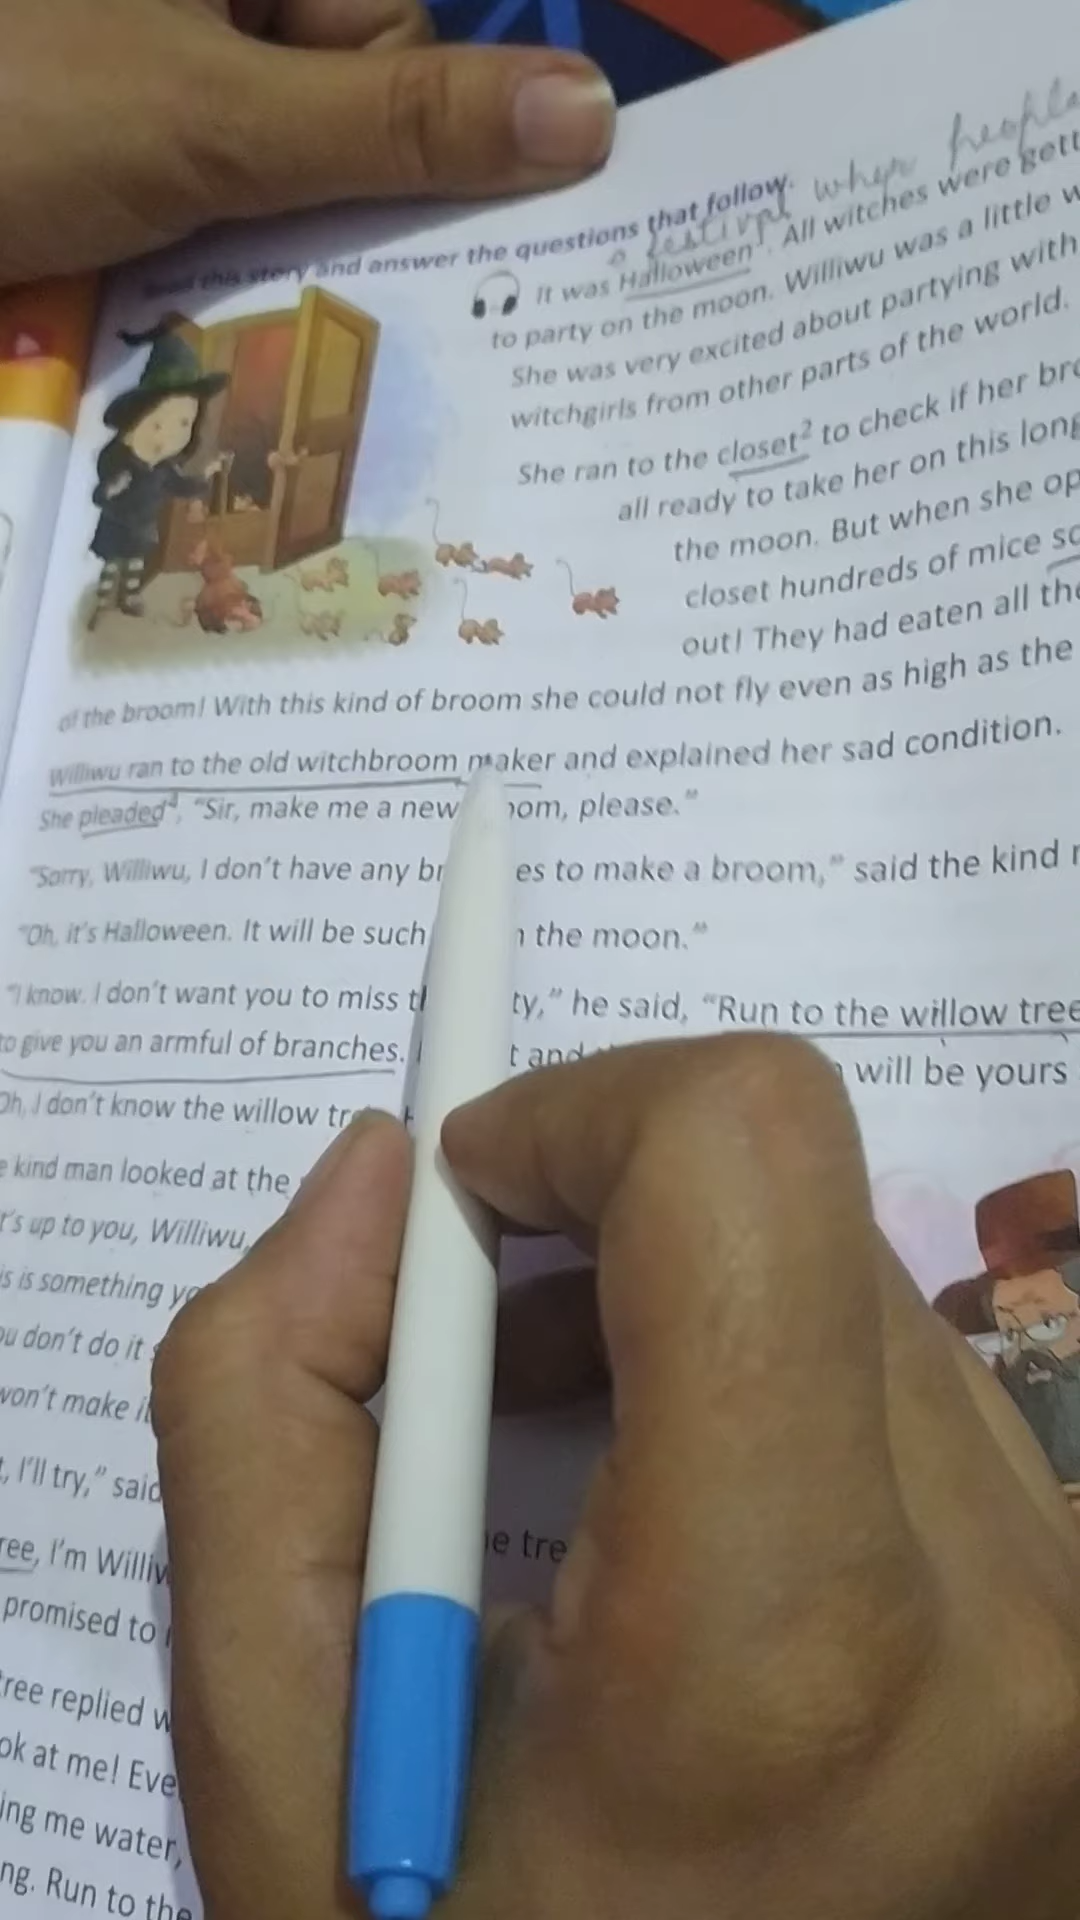 this story and answer the questions that follow.
a festival when people
It was Halloween¹. All witches were gett
to party on the moon. Williwu was a little w
She was very excited about partying with
witchgirls from other parts of the world.
She ran to the closet² to check if her bro
all ready to take her on this long
the moon. But when she op
closet hundreds of mice sc
out! They had eaten all the
of the broom! With this kind of broom she could not fly even as high as the
Williwu ran to the old witchbroom maker and explained her sad condition.
She pleaded⁴, “Sir, make me a new oom, please.”
“Sorry, Williwu, I don’t have any br es to make a broom,” said the kind
“Oh, it’s Halloween. It will be such the moon.”
“I know. I don’t want you to miss ty,” he said, “Run to the willow tree
to give you an armful of branches. t and will be yours
Oh, I don’t know the willow tr
kind man looked at the
t’s up to you, Williwu,
is is something yo
ou don’t do it
won’t make it
t, I’ll try,” said
ree, I’m Williw e tre
promised to
tree replied w
ok at me! Eve
ing me water,
ng. Run to the